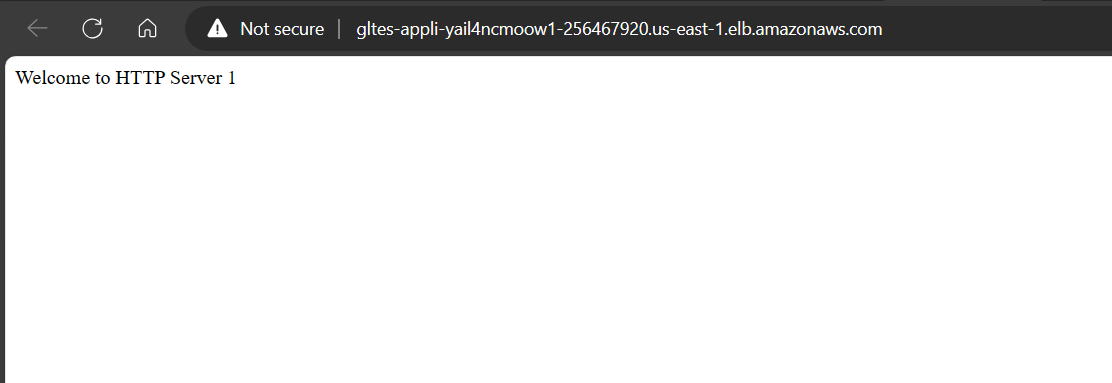 Not secure | gltes-appli-yail4ncmoow1-256467920.us-east-1.elb.amazonaws.com
Welcome to HTTP Server 1